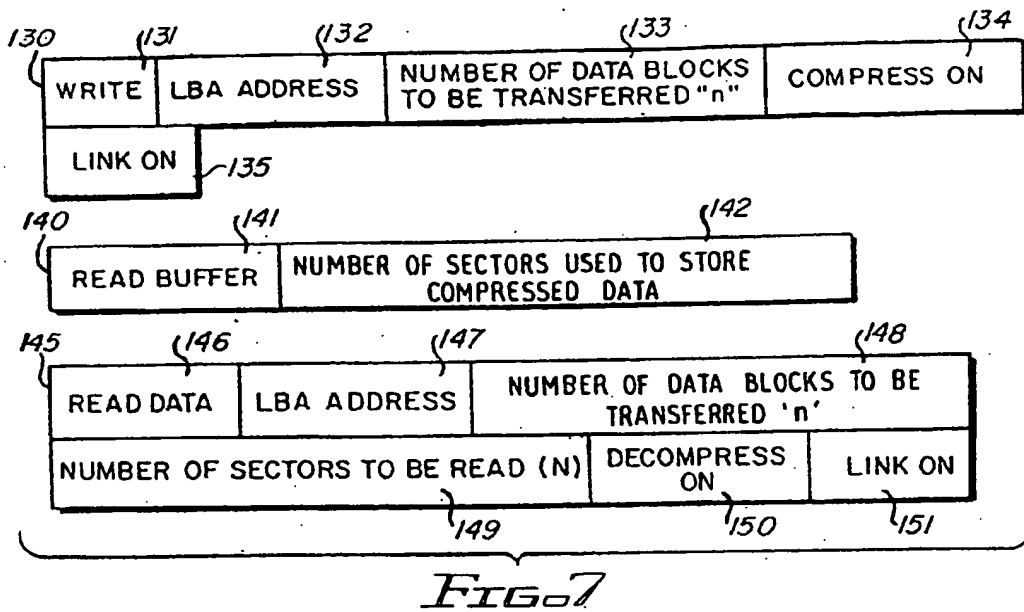 130 131 132 133 134
WRITE LBA ADDRESS NUMBER OF DATA BLOCKS TO BE TRANSFERRED "n" COMPRESS ON
LINK ON 135
140 141 142
READ BUFFER NUMBER OF SECTORS USED TO STORE COMPRESSED DATA
145 146 147 148
READ DATA LBA ADDRESS NUMBER OF DATA BLOCKS TO BE TRANSFERRED 'n'
NUMBER OF SECTORS TO BE READ (N) DECOMPRESS ON LINK ON
149 150 151
FIG. 7